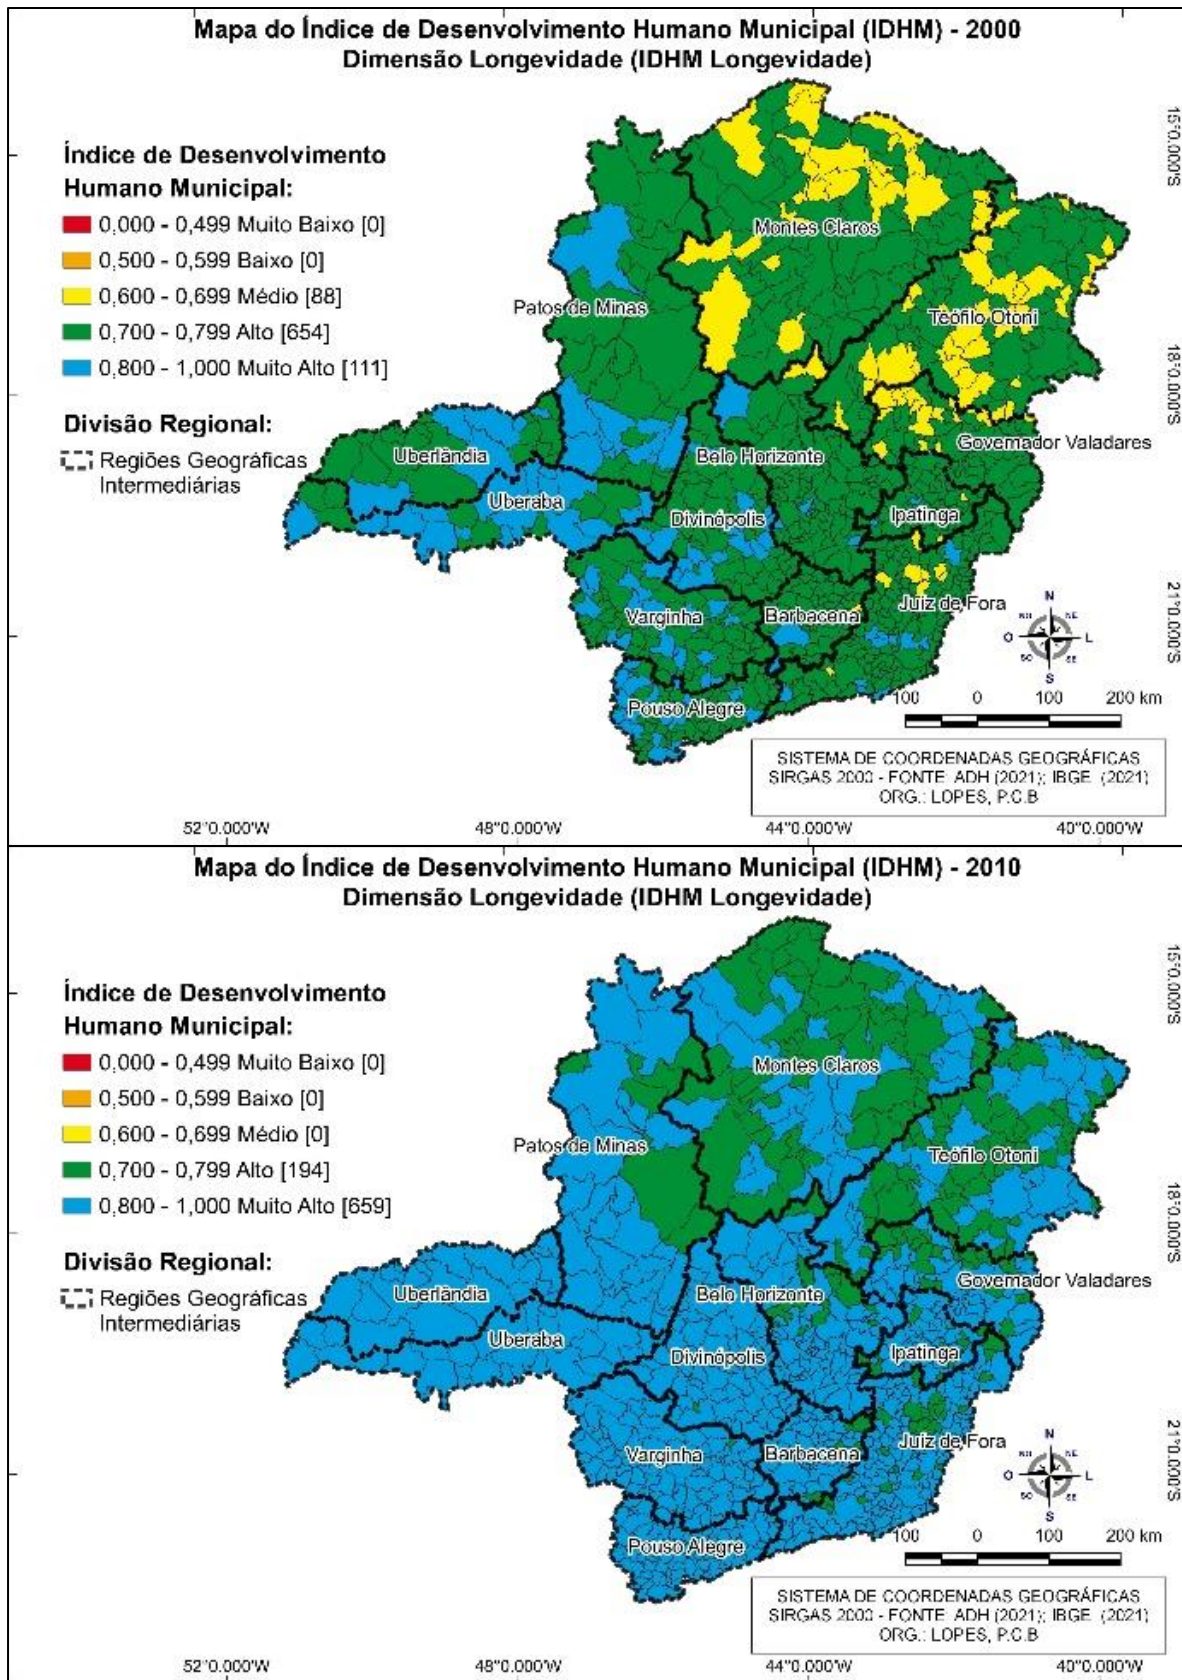 Mapa do Índice de Desenvolvimento Humano Municipal (IDHM) - 2000
Dimensão Longevidade (IDHM Longevidade)
Índice de Desenvolvimento
Humano Municipal:
0,000 - 0,499 Muito Baixo [0]
0,500 - 0,599 Baixo [0]
0,600 - 0,699 Médio [88]
0,700 - 0,799 Alto [654]
0,800 - 1,000 Muito Alto [111]
Divisão Regional:
Regiões Geográficas
Intermediárias
Montes Claros
Patos de Minas
Teófilo Otoni
Governador Valadares
Uberlândia
Belo Horizonte
Uberaba
Divinópolis
Ipatinga
Juiz de Fora
Varginha
Barbacena
Pouso Alegre
15°0.000'S
18°0.000'S
21°0.000'S
N
NO NE
O L
SO SE
S
100 0 100 200 km
SISTEMA DE COORDENADAS GEOGRÁFICAS
SIRGAS 2000 - FONTE: ADH (2021); IBGE (2021)
ORG.: LOPES, P.C.B
52°0.000'W 48°0.000'W 44°0.000'W 40°0.000'W
Mapa do Índice de Desenvolvimento Humano Municipal (IDHM) - 2010
Dimensão Longevidade (IDHM Longevidade)
Índice de Desenvolvimento
Humano Municipal:
0,000 - 0,499 Muito Baixo [0]
0,500 - 0,599 Baixo [0]
0,600 - 0,699 Médio [0]
0,700 - 0,799 Alto [194]
0,800 - 1,000 Muito Alto [659]
Divisão Regional:
Regiões Geográficas
Intermediárias
Montes Claros
Patos de Minas
Teófilo Otoni
Governador Valadares
Uberlândia
Belo Horizonte
Uberaba
Divinópolis
Ipatinga
Juiz de Fora
Varginha
Barbacena
Pouso Alegre
15°0.000'S
18°0.000'S
21°0.000'S
N
NO NE
O L
SO SE
S
100 0 100 200 km
SISTEMA DE COORDENADAS GEOGRÁFICAS
SIRGAS 2000 - FONTE: ADH (2021); IBGE (2021)
ORG.: LOPES, P.C.B
52°0.000'W 48°0.000'W 44°0.000'W 40°0.000'W